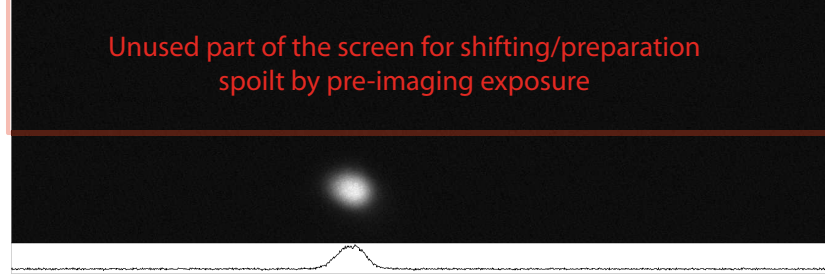 Unused part of the screen for shifting/preparation
spoilt by pre-imaging exposure